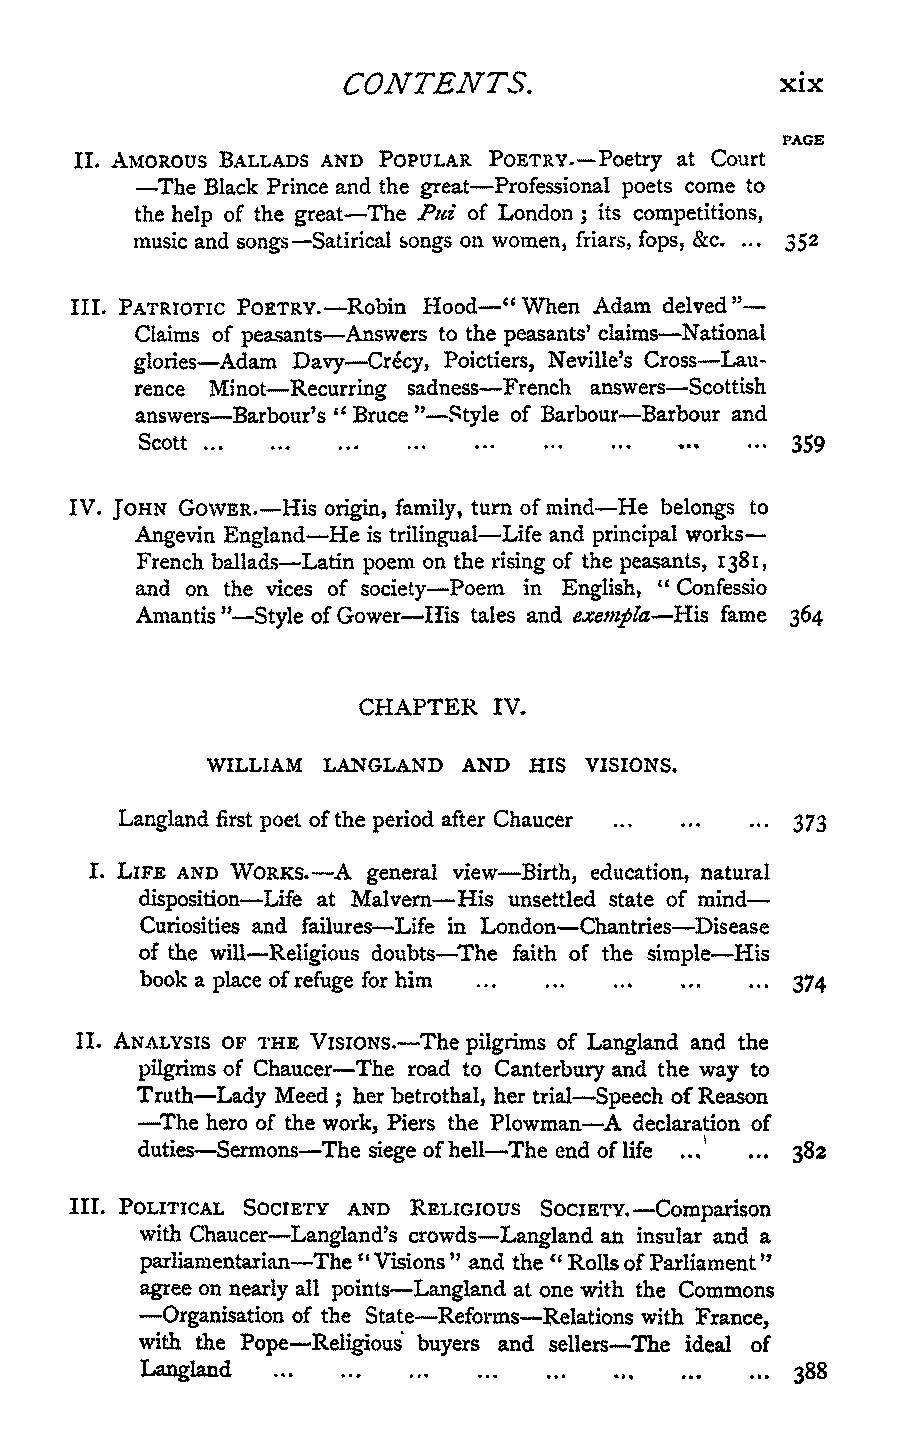 CONTENTS. xix
PAGE
II. AMOROUS BALLADS AND POPULAR POETRY.—Poetry at Court
—The Black Prince and the great—Professional poets come to
the help of the great—The Pui of London ; its competitions,
music and songs—Satirical songs on women, friars, fops, &c. ... 352
III. PATRIOTIC POETRY.—Robin Hood—“ When Adam delved ”—
Claims of peasants—Answers to the peasants’ claims—National
glories—Adam Davy—Crécy, Poictiers, Neville’s Cross—Lau-
rence Minot—Recurring sadness—French answers—Scottish
answers—Barbour’s “ Bruce ”—Style of Barbour—Barbour and
Scott ... ... ... ... ... ... ... ... ... 359
IV. JOHN GOWER.—His origin, family, turn of mind—He belongs to
Angevin England—He is trilingual—Life and principal works—
French ballads—Latin poem on the rising of the peasants, 1381,
and on the vices of society—Poem in English, “ Confessio
Amantis ”—Style of Gower—His tales and exempla—His fame 364
CHAPTER IV.
WILLIAM LANGLAND AND HIS VISIONS.
Langland first poet of the period after Chaucer ... ... ... 373
I. LIFE AND WORKS.—A general view—Birth, education, natural
disposition—Life at Malvern—His unsettled state of mind—
Curiosities and failures—Life in London—Chantries—Disease
of the will—Religious doubts—The faith of the simple—His
book a place of refuge for him ... ... ... ... ... 374
II. ANALYSIS OF THE VISIONS.—The pilgrims of Langland and the
pilgrims of Chaucer—The road to Canterbury and the way to
Truth—Lady Meed ; her betrothal, her trial—Speech of Reason
—The hero of the work, Piers the Plowman—A declaration of
duties—Sermons—The siege of hell—The end of life ... ... 382
III. POLITICAL SOCIETY AND RELIGIOUS SOCIETY.—Comparison
with Chaucer—Langland’s crowds—Langland an insular and a
parliamentarian—The “ Visions ” and the “ Rolls of Parliament ”
agree on nearly all points—Langland at one with the Commons
—Organisation of the State—Reforms—Relations with France,
with the Pope—Religious buyers and sellers—The ideal of
Langland ... ... ... ... ... ... ... ... 388